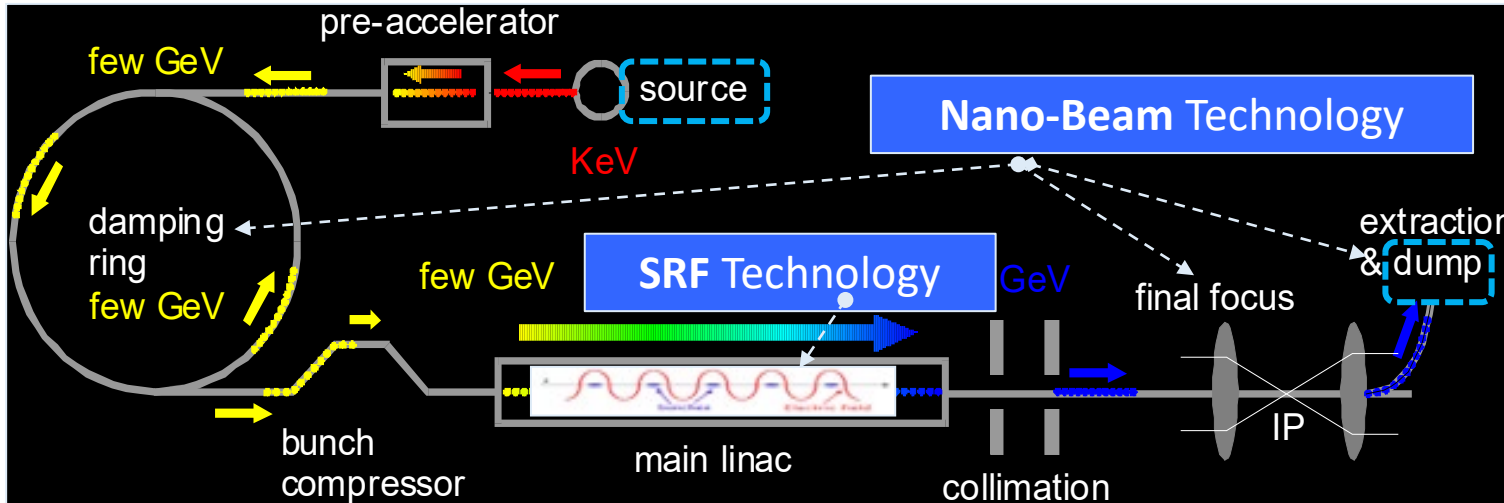 pre-accelerator
few GeV
source
KeV
Nano-Beam Technology
damping
ring
few GeV
few GeV
SRF Technology
GeV
extraction
& dump
final focus
IP
bunch
compressor
main linac
collimation